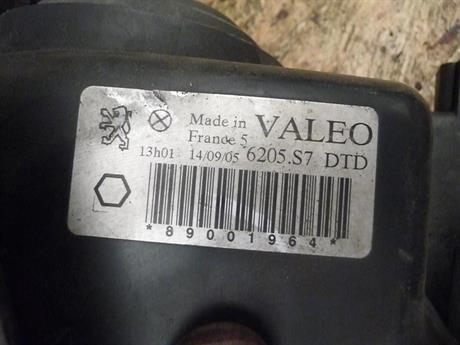 Made in
France 5 VALEO
13h01 14/09/05 6205.S7 DTD
*89001964*